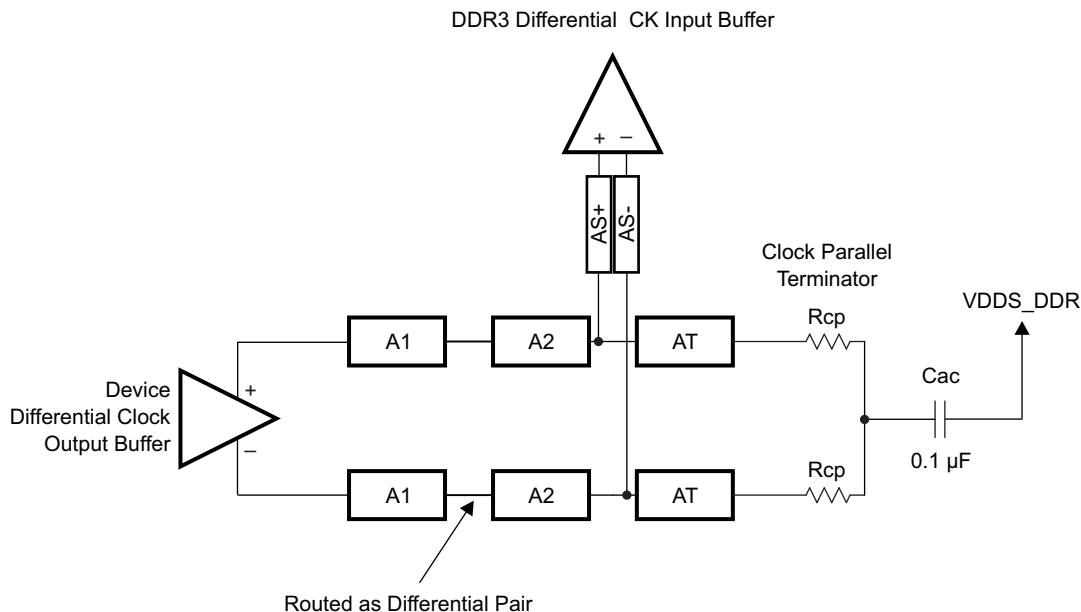 DDR3 Differential CK Input Buffer
+ −
AS+
AS-
Clock Parallel
Terminator
VDDS_DDR
A1
A2
AT
Rcp
Cac
0.1 µF
Device
Differential Clock
Output Buffer
+
−
A1
A2
AT
Rcp
Routed as Differential Pair